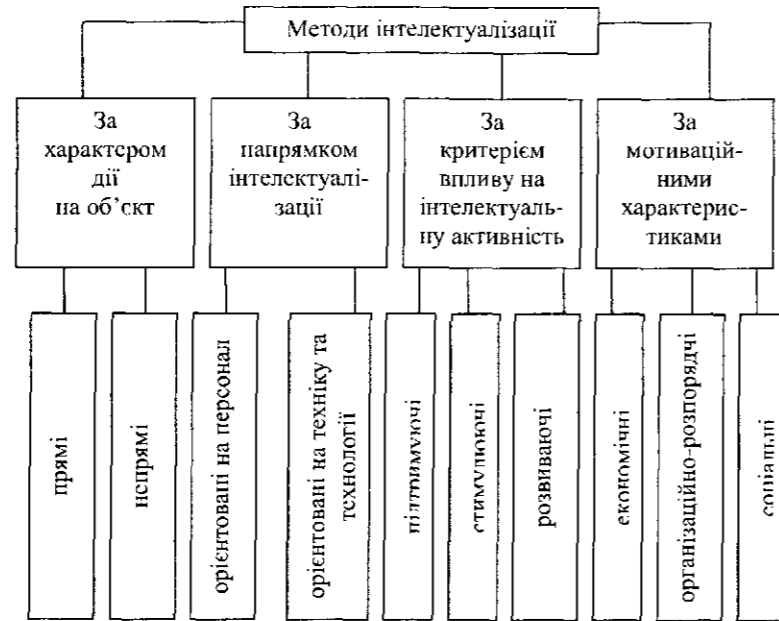 Методи інтелектуалізації
За
характером
дії
на об’єкт
За
напрямком
інтелектуалі-
зації
За
критерієм
впливу на
інтелектуаль-
ну активність
За
мотивацій-
ними
характерис-
тиками
прямі
непрямі
орієнтовані на персонал
орієнтовані на техніку та
технології
підтримуючі
стимулюючі
розвиваючі
економічні
організаційно-розпорядчі
соціальні